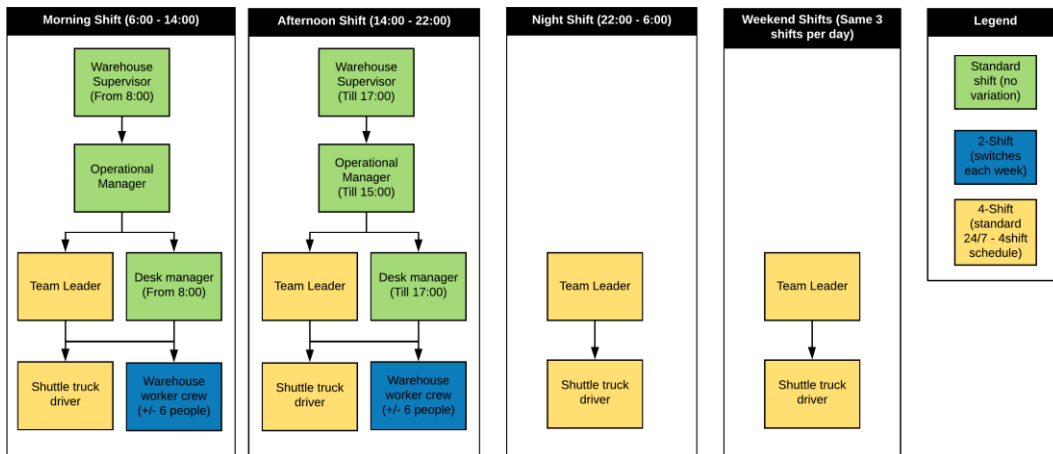 Morning Shift (6:00 - 14:00)
Warehouse
Supervisor
(From 8:00)
Operational
Manager
Team Leader
Desk manager
(From 8:00)
Shuttle truck
driver
Warehouse
worker crew
(+/- 6 people)
Afternoon Shift (14:00 - 22:00)
Warehouse
Supervisor
(Till 17:00)
Operational
Manager
(Till 15:00)
Team Leader
Desk manager
(Till 17:00)
Shuttle truck
driver
Warehouse
worker crew
(+/- 6 people)
Night Shift (22:00 - 6:00)
Team Leader
Shuttle truck
driver
Weekend Shifts (Same 3
shifts per day)
Team Leader
Shuttle truck
driver
Legend
Standard
shift (no
variation)
2-Shift
(switches
each week)
4-Shift
(standard
24/7 - 4shift
schedule)